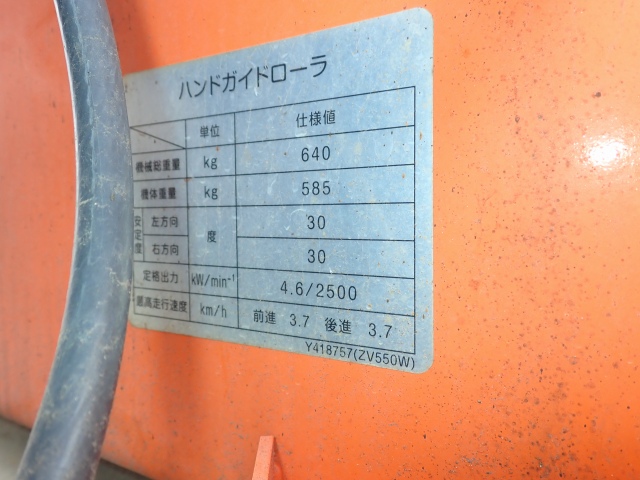 ハンドガイドローラ
単位 仕様値
機械総重量 kg 640
機体重量 kg 585
安定度 左方向 度 30
右方向 30
定格出力 kW/min⁻¹ 4.6/2500
最高走行速度 km/h 前進 3.7 後進 3.7
Y418757(ZV550W)